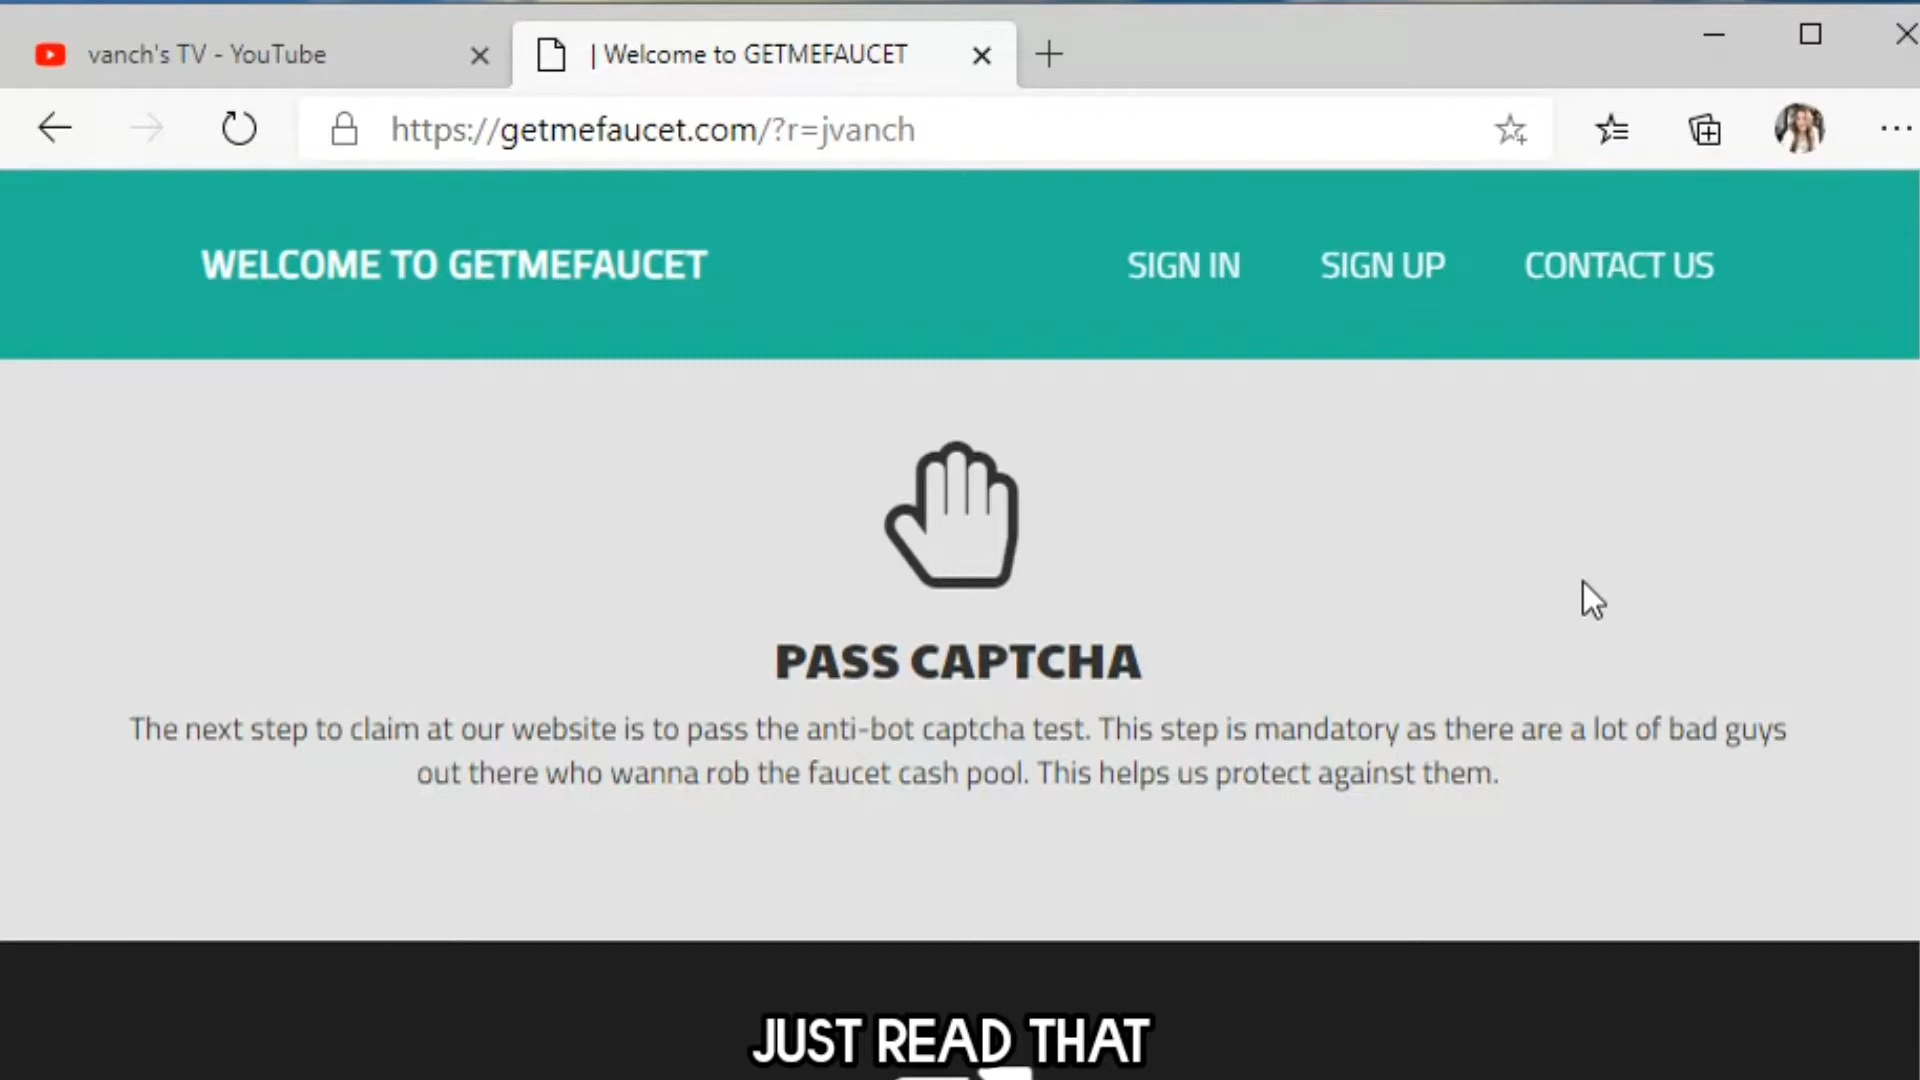 vanch's TV - YouTube
| Welcome to GETMEFAUCET
https://getmefaucet.com/?r=jvanch
WELCOME TO GETMEFAUCET
SIGN IN
SIGN UP
CONTACT US
PASS CAPTCHA
The next step to claim at our website is to pass the anti-bot captcha test. This step is mandatory as there are a lot of bad guys
out there who wanna rob the faucet cash pool. This helps us protect against them.
JUST READ THAT